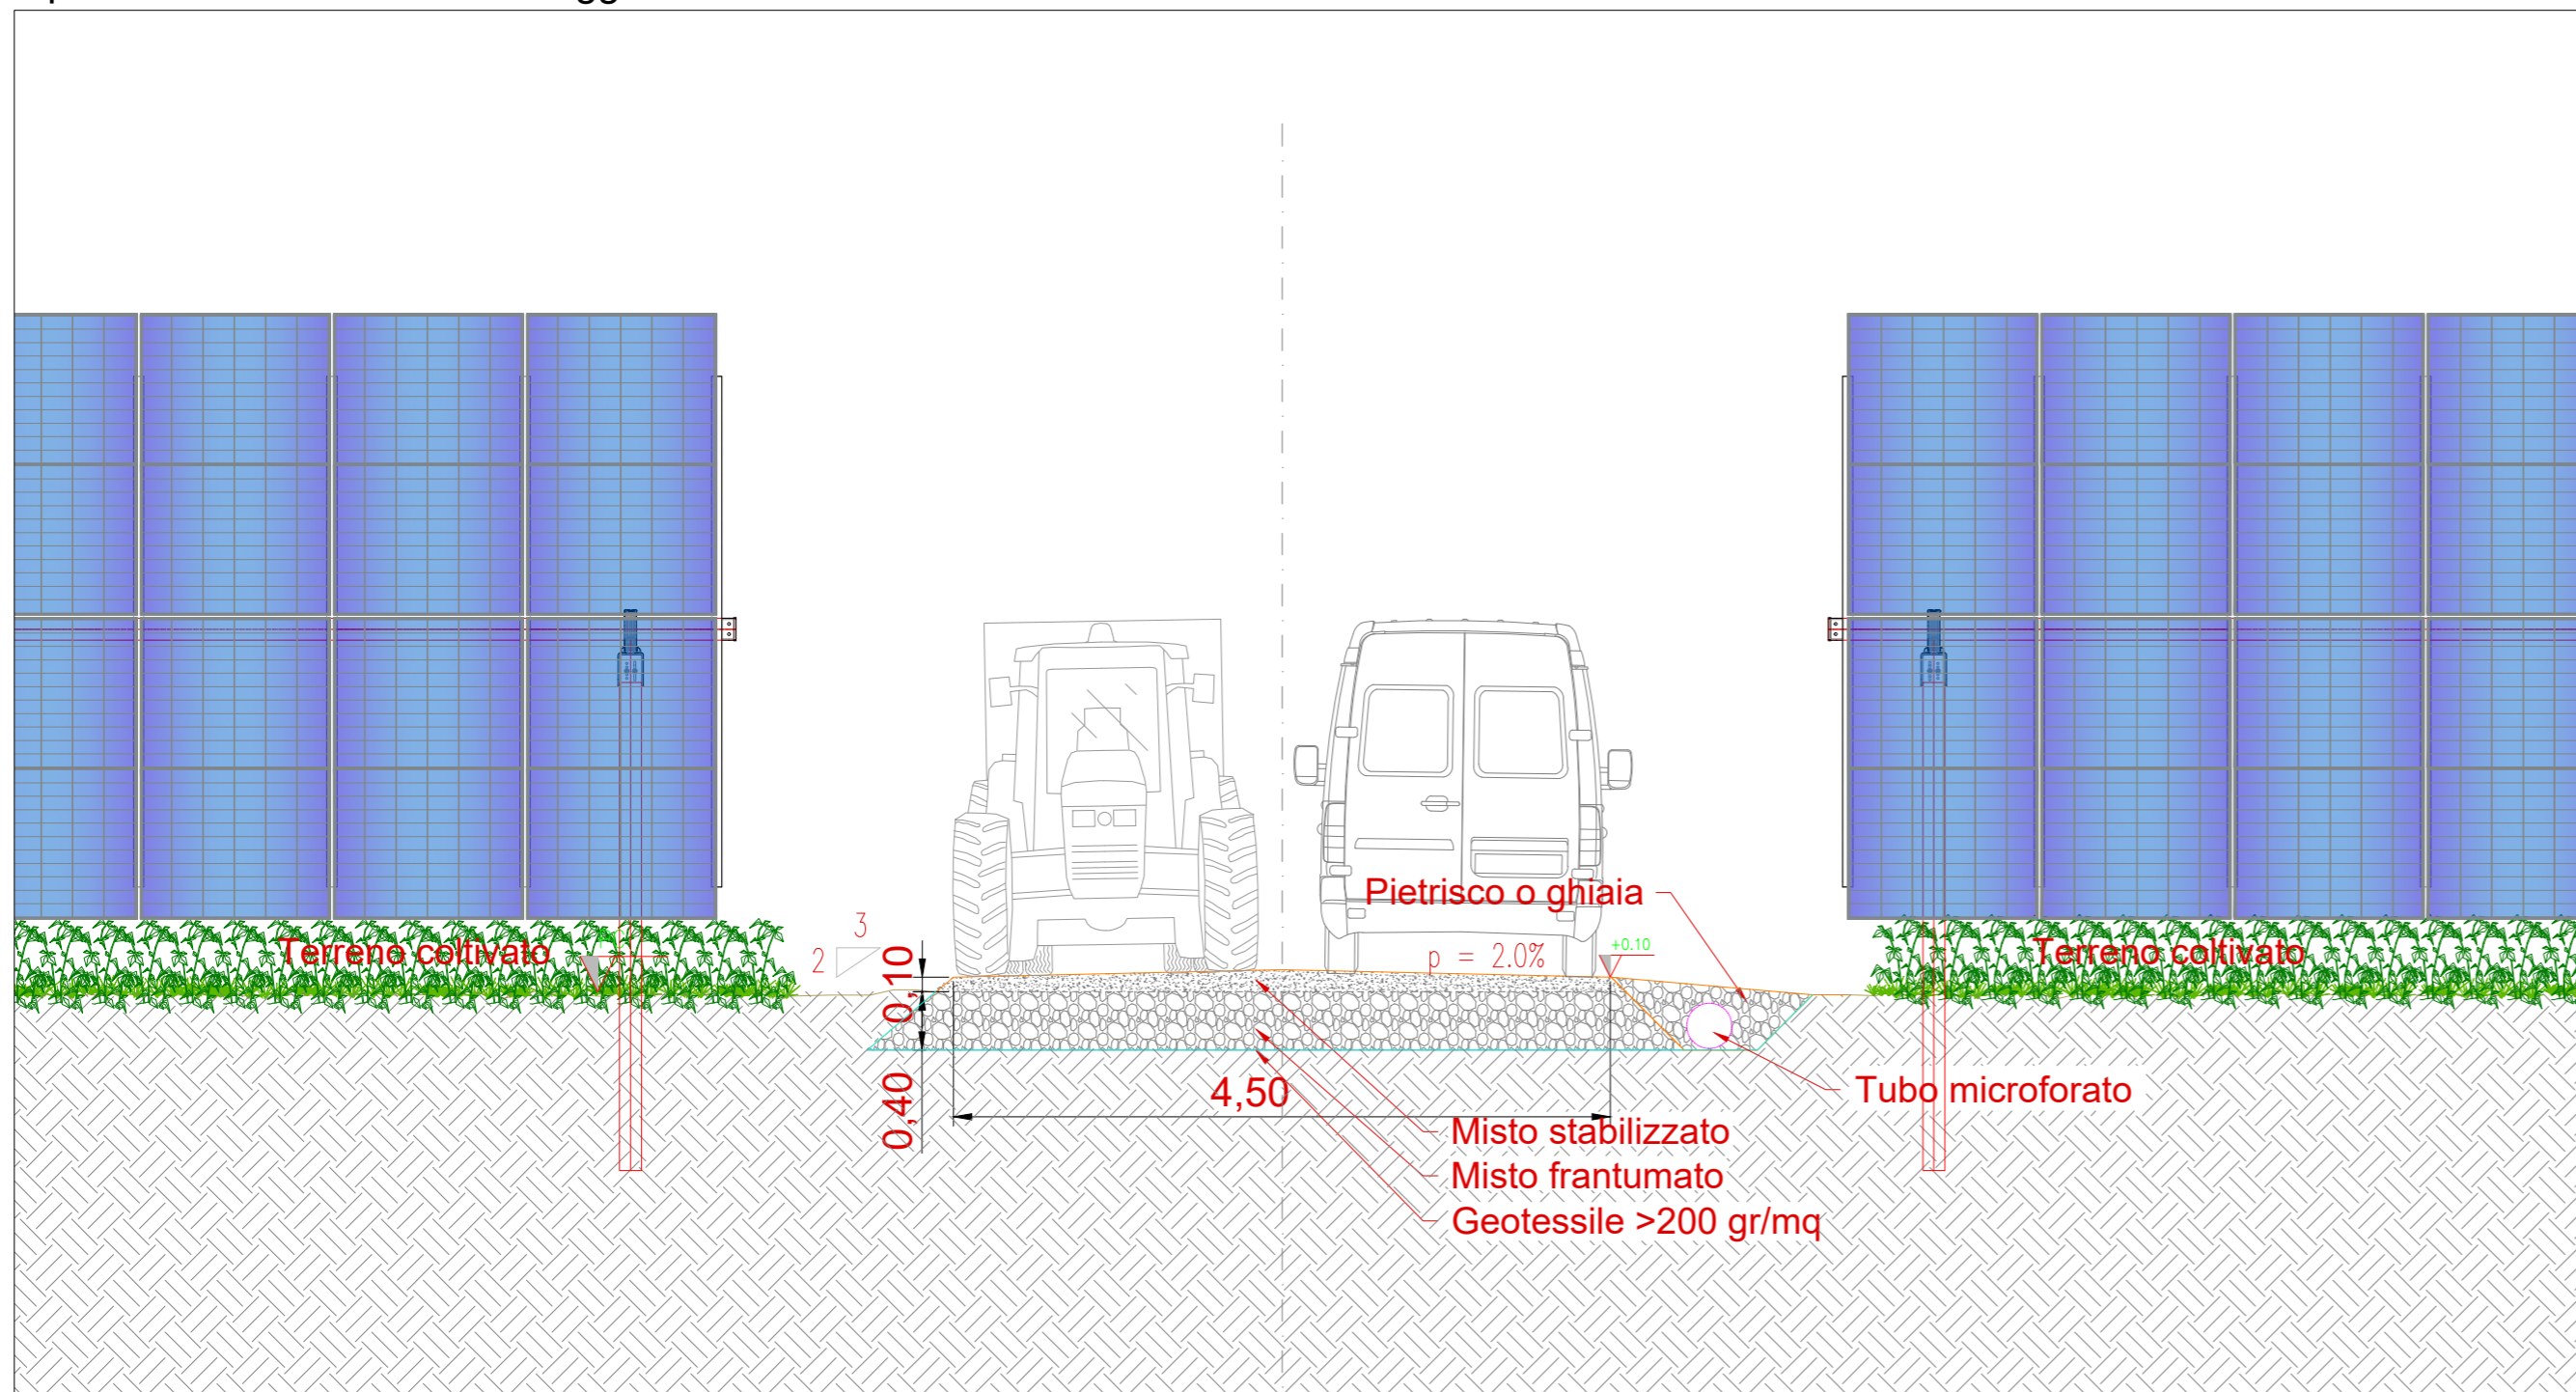 Pietrisco o ghiaia
3
2
Terreno coltivato
0,10
p = 2.0%
+0.10
Terreno coltivato
0,40
4,50
Tubo microforato
Misto stabilizzato
Misto frantumato
Geotessile >200 gr/mq